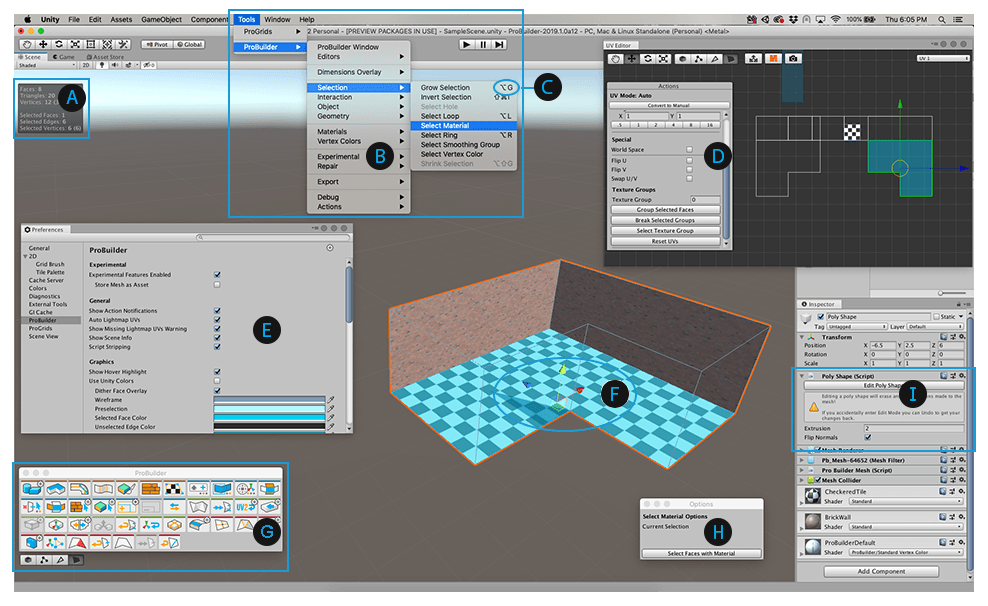 Unity File Edit Assets GameObject Component Tools Window Help
100% Thu 6:05 PM
2 Personal - [PREVIEW PACKAGES IN USE] - SampleScene.unity - ProBuilder-2019.1.0a12 - PC, Mac & Linux Standalone (Personal) <Metal>
Pivot Global
Scene Game Asset Store
Shaded 2D
Faces: 8
Triangles: 20
Vertices: 12
Selected Faces: 1
Selected Edges: 6
Selected Vertices: 6 (6)
A
ProGrids
ProBuilder
ProBuilder Window
Editors
Dimensions Overlay
Selection
Interaction
Object
Geometry
Materials
Vertex Colors
Experimental
Repair
Export
Debug
Actions
B
Grow Selection ⌥G
Invert Selection ⇧⌘I
Select Hole
Select Loop ⌥L
Select Material
Select Ring ⌥R
Select Smoothing Group
Select Vertex Color
Shrink Selection ⌥⇧G
C
UV Editor
UV 1
Actions
UV Mode: Auto
Convert to Manual
X 1 Y 1
.5 1 2 4 8 16
Special
World Space
Flip U
Flip V
Swap U/V
Texture Groups
Texture Group 0
Group Selected Faces
Break Selected Groups
Select Texture Group
Reset UVs
D
Preferences
General
2D
Grid Brush
Tile Palette
Cache Server
Colors
Diagnostics
External Tools
GI Cache
ProBuilder
ProGrids
Scene View
ProBuilder
Experimental
Experimental Features Enabled
Store Mesh as Asset
General
Show Action Notifications
Auto Lightmap UVs
Show Missing Lightmap UVs Warning
Show Scene Info
Script Stripping
Graphics
Show Hover Highlight
Use Unity Colors
Dither Face Overlay
Wireframe
Preselection
Selected Face Color
Unselected Edge Color
E
F
ProBuilder
UV2
G
Options
Select Material Options
Current Selection
Select Faces with Material
H
Inspector
Poly Shape Static
Tag Untagged Layer Default
Transform
Position X -6.5 Y 2.5 Z 6
Rotation X 0 Y 0 Z 0
Scale X 1 Y 1 Z 1
Poly Shape (Script)
Edit Poly Shape
Editing a poly shape will erase any made to the
mesh!
If you accidentally enter Edit Mode you can Undo to get your
changes back.
Extrusion 2
Flip Normals
I
Mesh Renderer
Pb_Mesh-64652 (Mesh Filter)
Pro Builder Mesh (Script)
Mesh Collider
CheckeredTile
Shader Standard
BrickWall
Shader Standard
ProBuilderDefault
Shader ProBuilder/Standard Vertex Color
Add Component